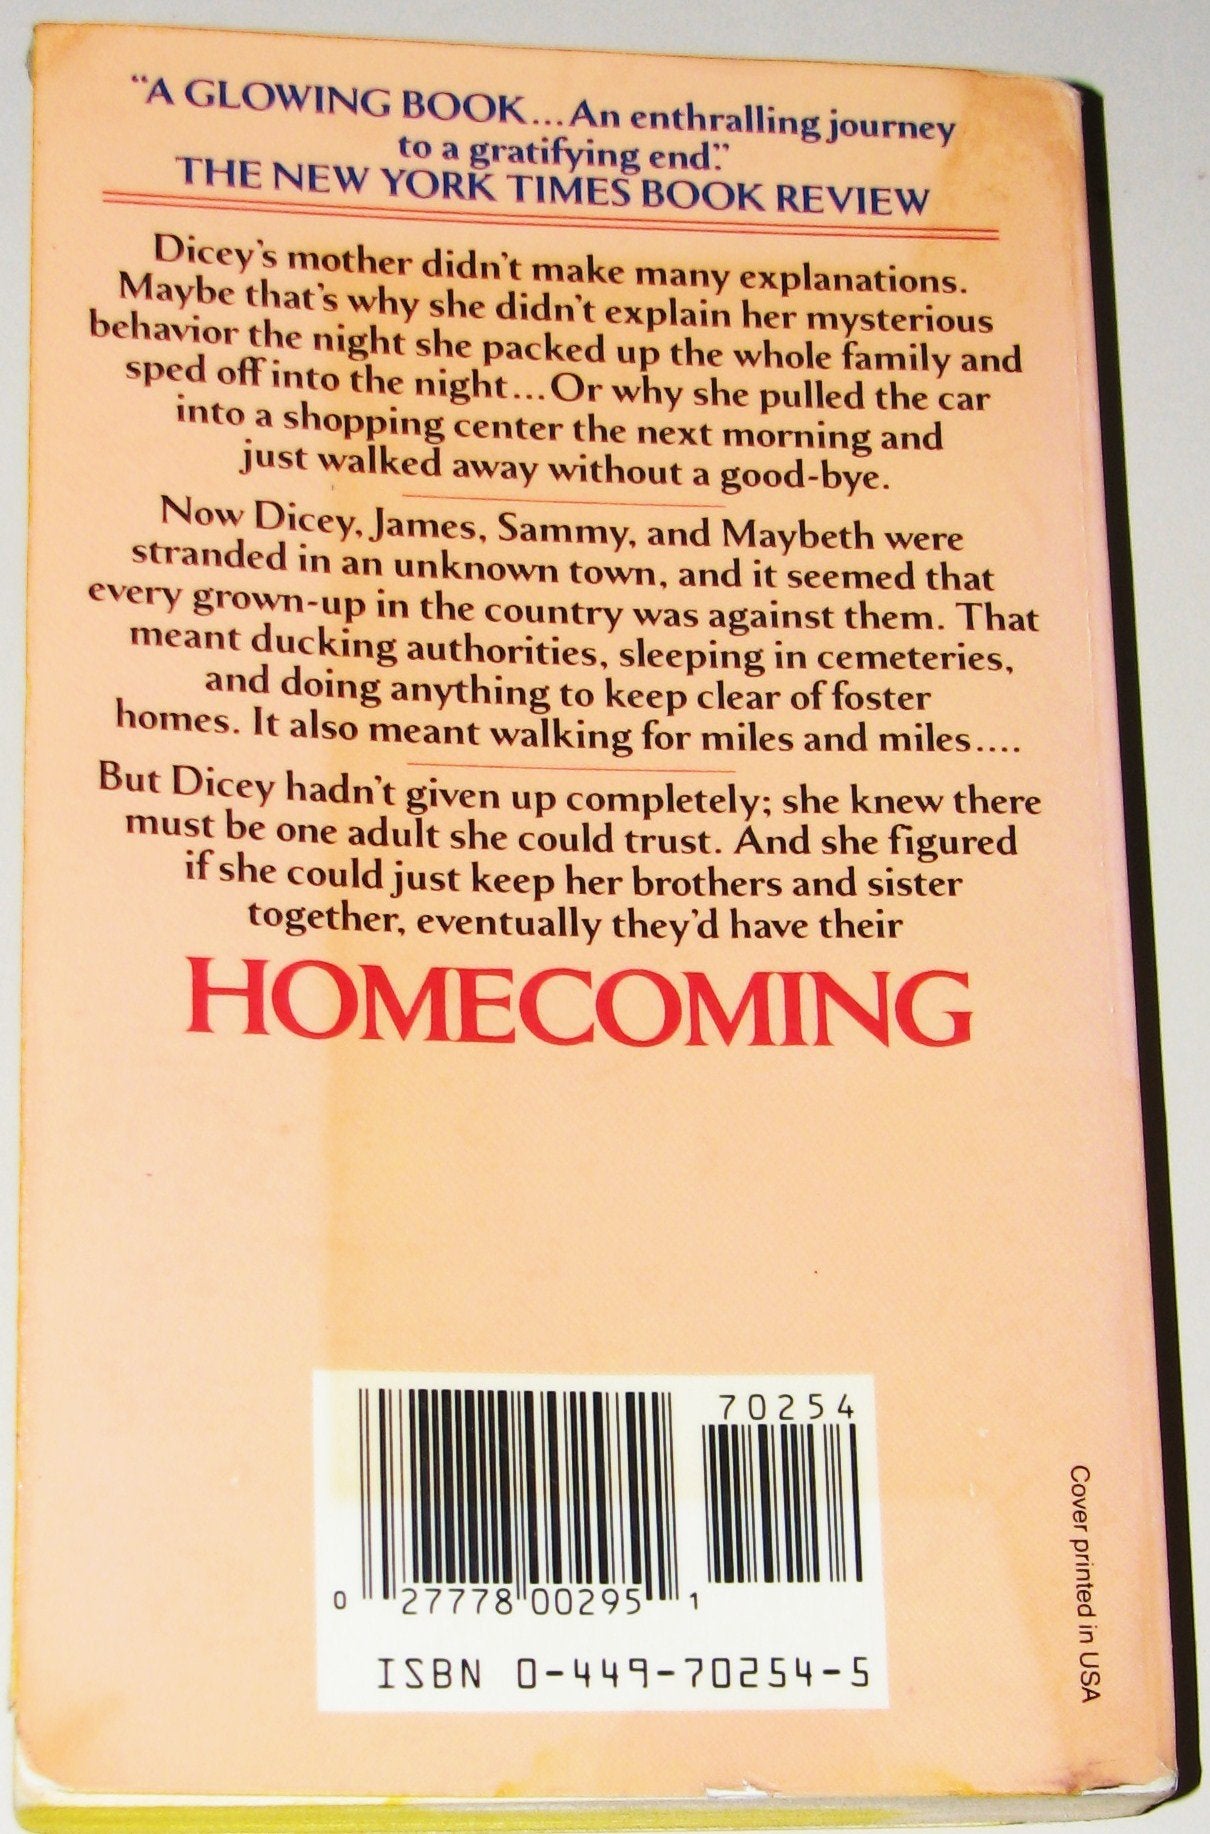 “A GLOWING BOOK...An enthralling journey
to a gratifying end.”
THE NEW YORK TIMES BOOK REVIEW
Dicey's mother didn't make many explanations.
Maybe that's why she didn't explain her mysterious
behavior the night she packed up the whole family and
sped off into the night...Or why she pulled the car
into a shopping center the next morning and
just walked away without a good-bye.
Now Dicey, James, Sammy, and Maybeth were
stranded in an unknown town, and it seemed that
every grown-up in the country was against them. That
meant ducking authorities, sleeping in cemeteries,
and doing anything to keep clear of foster
homes. It also meant walking for miles and miles....
But Dicey hadn't given up completely; she knew there
must be one adult she could trust. And she figured
if she could just keep her brothers and sister
together, eventually they'd have their
HOMECOMING
70254
0 27778 00295 1
ISBN 0-449-70254-5
Cover printed in USA